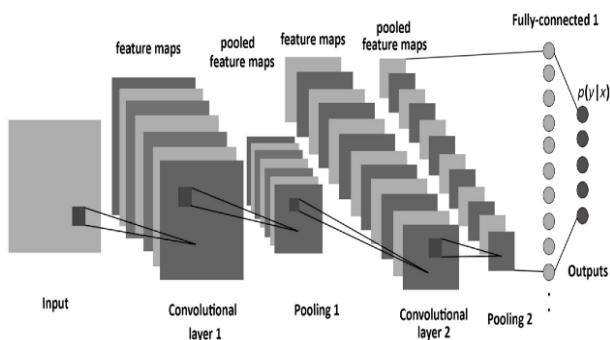 feature maps
pooled
feature maps
feature maps
pooled
feature maps
Fully-connected 1
p(y|x)
Input
Convolutional
layer 1
Pooling 1
Convolutional
layer 2
Pooling 2
Outputs